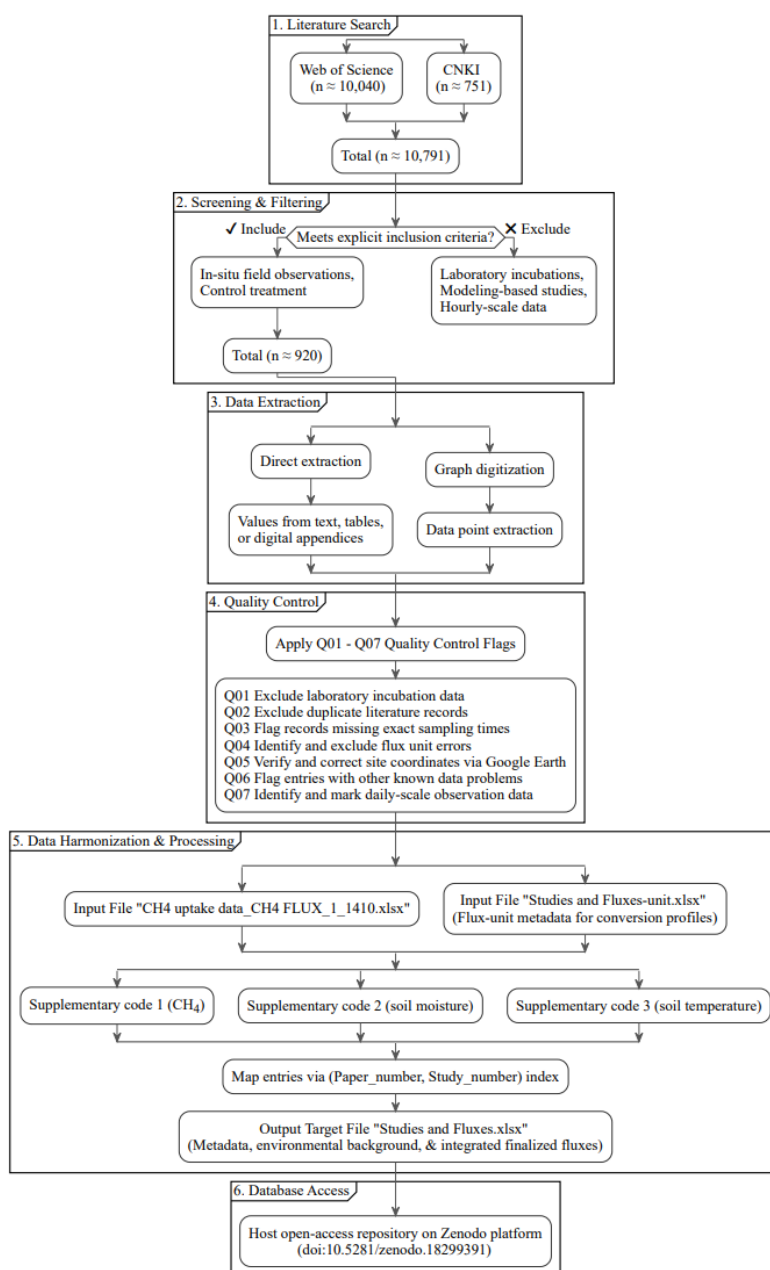 1. Literature Search
Web of Science
(n ≈ 10,040)
CNKI
(n ≈ 751)
Total (n ≈ 10,791)
2. Screening & Filtering
✔ Include
Meets explicit inclusion criteria?
✖ Exclude
In-situ field observations,
Control treatment
Laboratory incubations,
Modeling-based studies,
Hourly-scale data
Total (n ≈ 920)
3. Data Extraction
Direct extraction
Graph digitization
Values from text, tables,
or digital appendices
Data point extraction
4. Quality Control
Apply Q01 - Q07 Quality Control Flags
Q01 Exclude laboratory incubation data
Q02 Exclude duplicate literature records
Q03 Flag records missing exact sampling times
Q04 Identify and exclude flux unit errors
Q05 Verify and correct site coordinates via Google Earth
Q06 Flag entries with other known data problems
Q07 Identify and mark daily-scale observation data
5. Data Harmonization & Processing
Input File "CH4 uptake data_CH4 FLUX_1_1410.xlsx"
Input File "Studies and Fluxes-unit.xlsx"
(Flux-unit metadata for conversion profiles)
Supplementary code 1 (CH₄)
Supplementary code 2 (soil moisture)
Supplementary code 3 (soil temperature)
Map entries via (Paper_number, Study_number) index
Output Target File "Studies and Fluxes.xlsx"
(Metadata, environmental background, & integrated finalized fluxes)
6. Database Access
Host open-access repository on Zenodo platform
(doi:10.5281/zenodo.18299391)